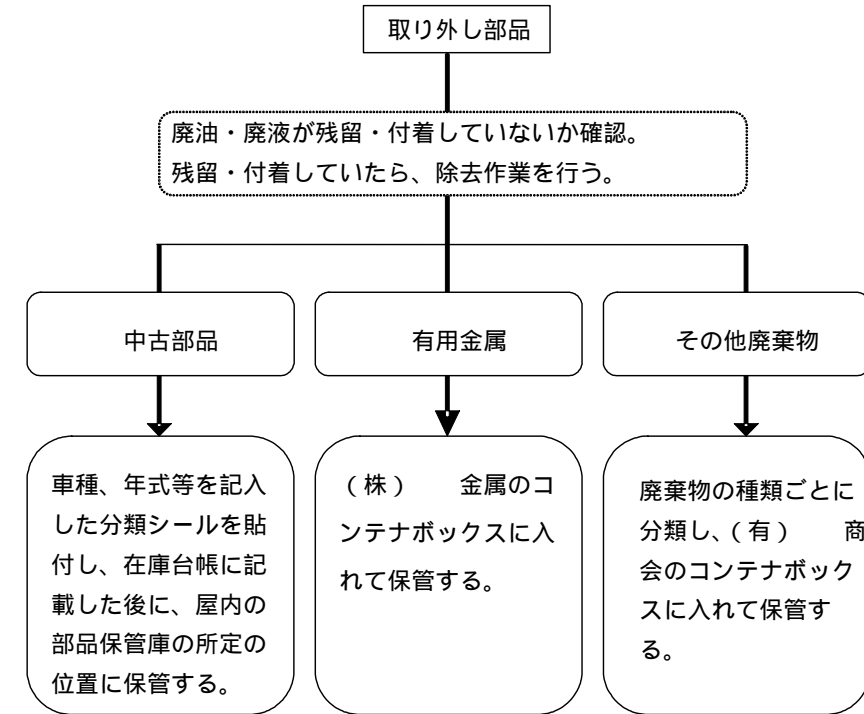 取り外し部品
廃油・廃液が残留・付着していないか確認。
残留・付着していたら、除去作業を行う。
中古部品
有用金属
その他廃棄物
車種、年式等を記入
した分類シールを貼
付し、在庫台帳に記
載した後に、屋内の
部品保管庫の所定の
位置に保管する。
(株)　　金属のコ
ンテナボックスに入
れて保管する。
廃棄物の種類ごとに
分類し、(有)　　商
会のコンテナボック
スに入れて保管す
る。